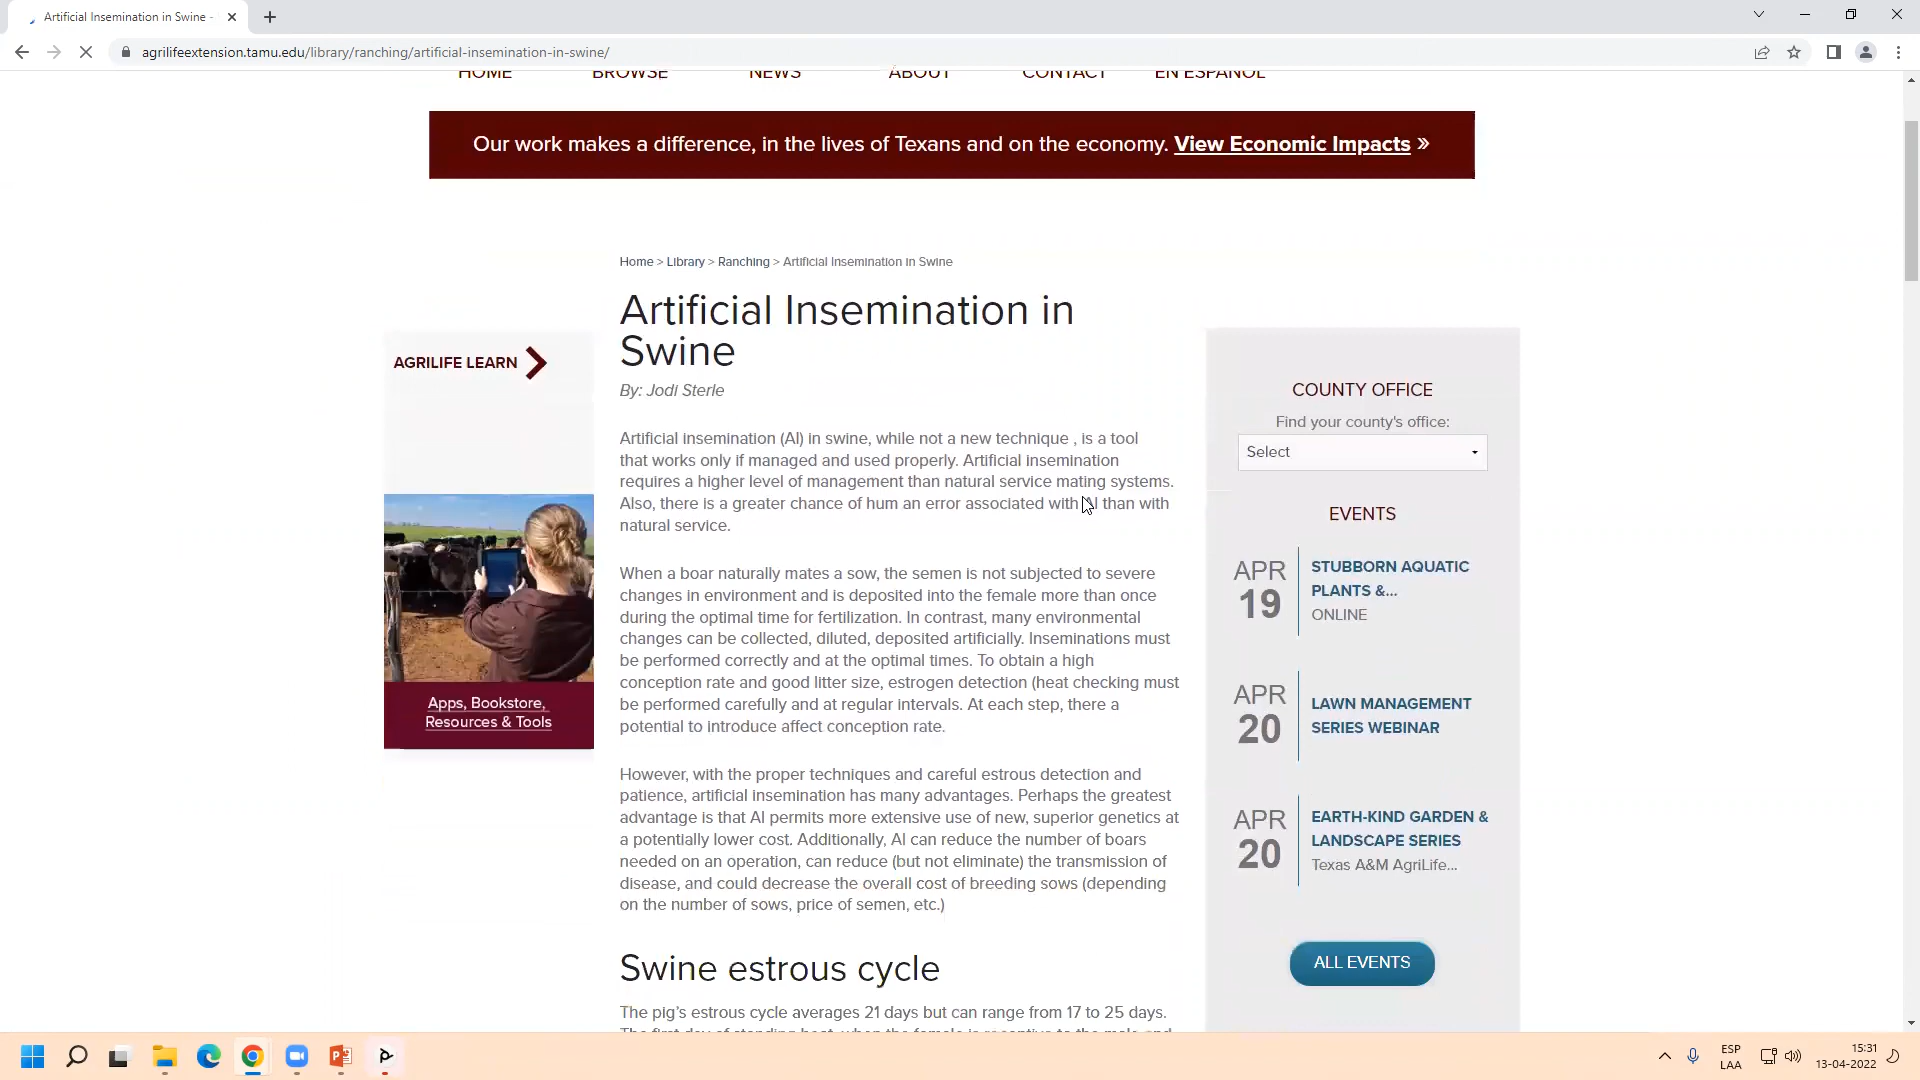 Artificial Insemination in Swine -
agrilifeextension.tamu.edu/library/ranching/artificial-insemination-in-swine/
HOME BROWSE NEWS ABOUT CONTACT EN ESPAÑOL
Our work makes a difference, in the lives of Texans and on the economy. View Economic Impacts »
Home > Library > Ranching > Artificial Insemination in Swine
Artificial Insemination in
Swine
By: Jodi Sterle
AGRILIFE LEARN
Artificial insemination (AI) in swine, while not a new technique , is a tool
that works only if managed and used properly. Artificial insemination
requires a higher level of management than natural service mating systems.
Also, there is a greater chance of hum an error associated with AI than with
natural service.
When a boar naturally mates a sow, the semen is not subjected to severe
changes in environment and is deposited into the female more than once
during the optimal time for fertilization. In contrast, many environmental
changes can be collected, diluted, deposited artificially. Inseminations must
be performed correctly and at the optimal times. To obtain a high
conception rate and good litter size, estrogen detection (heat checking must
be performed carefully and at regular intervals. At each step, there a
potential to introduce affect conception rate.
However, with the proper techniques and careful estrous detection and
patience, artificial insemination has many advantages. Perhaps the greatest
advantage is that AI permits more extensive use of new, superior genetics at
a potentially lower cost. Additionally, AI can reduce the number of boars
needed on an operation, can reduce (but not eliminate) the transmission of
disease, and could decrease the overall cost of breeding sows (depending
on the number of sows, price of semen, etc.)
Swine estrous cycle
The pig's estrous cycle averages 21 days but can range from 17 to 25 days.
The first day of standing heat, when the female is receptive to the male and
Apps, Bookstore,
Resources & Tools
COUNTY OFFICE
Find your county's office:
Select
EVENTS
APR
19
STUBBORN AQUATIC
PLANTS &...
ONLINE
APR
20
LAWN MANAGEMENT
SERIES WEBINAR
APR
20
EARTH-KIND GARDEN &
LANDSCAPE SERIES
Texas A&M AgriLife...
ALL EVENTS
ESP
LAA
15:31
13-04-2022